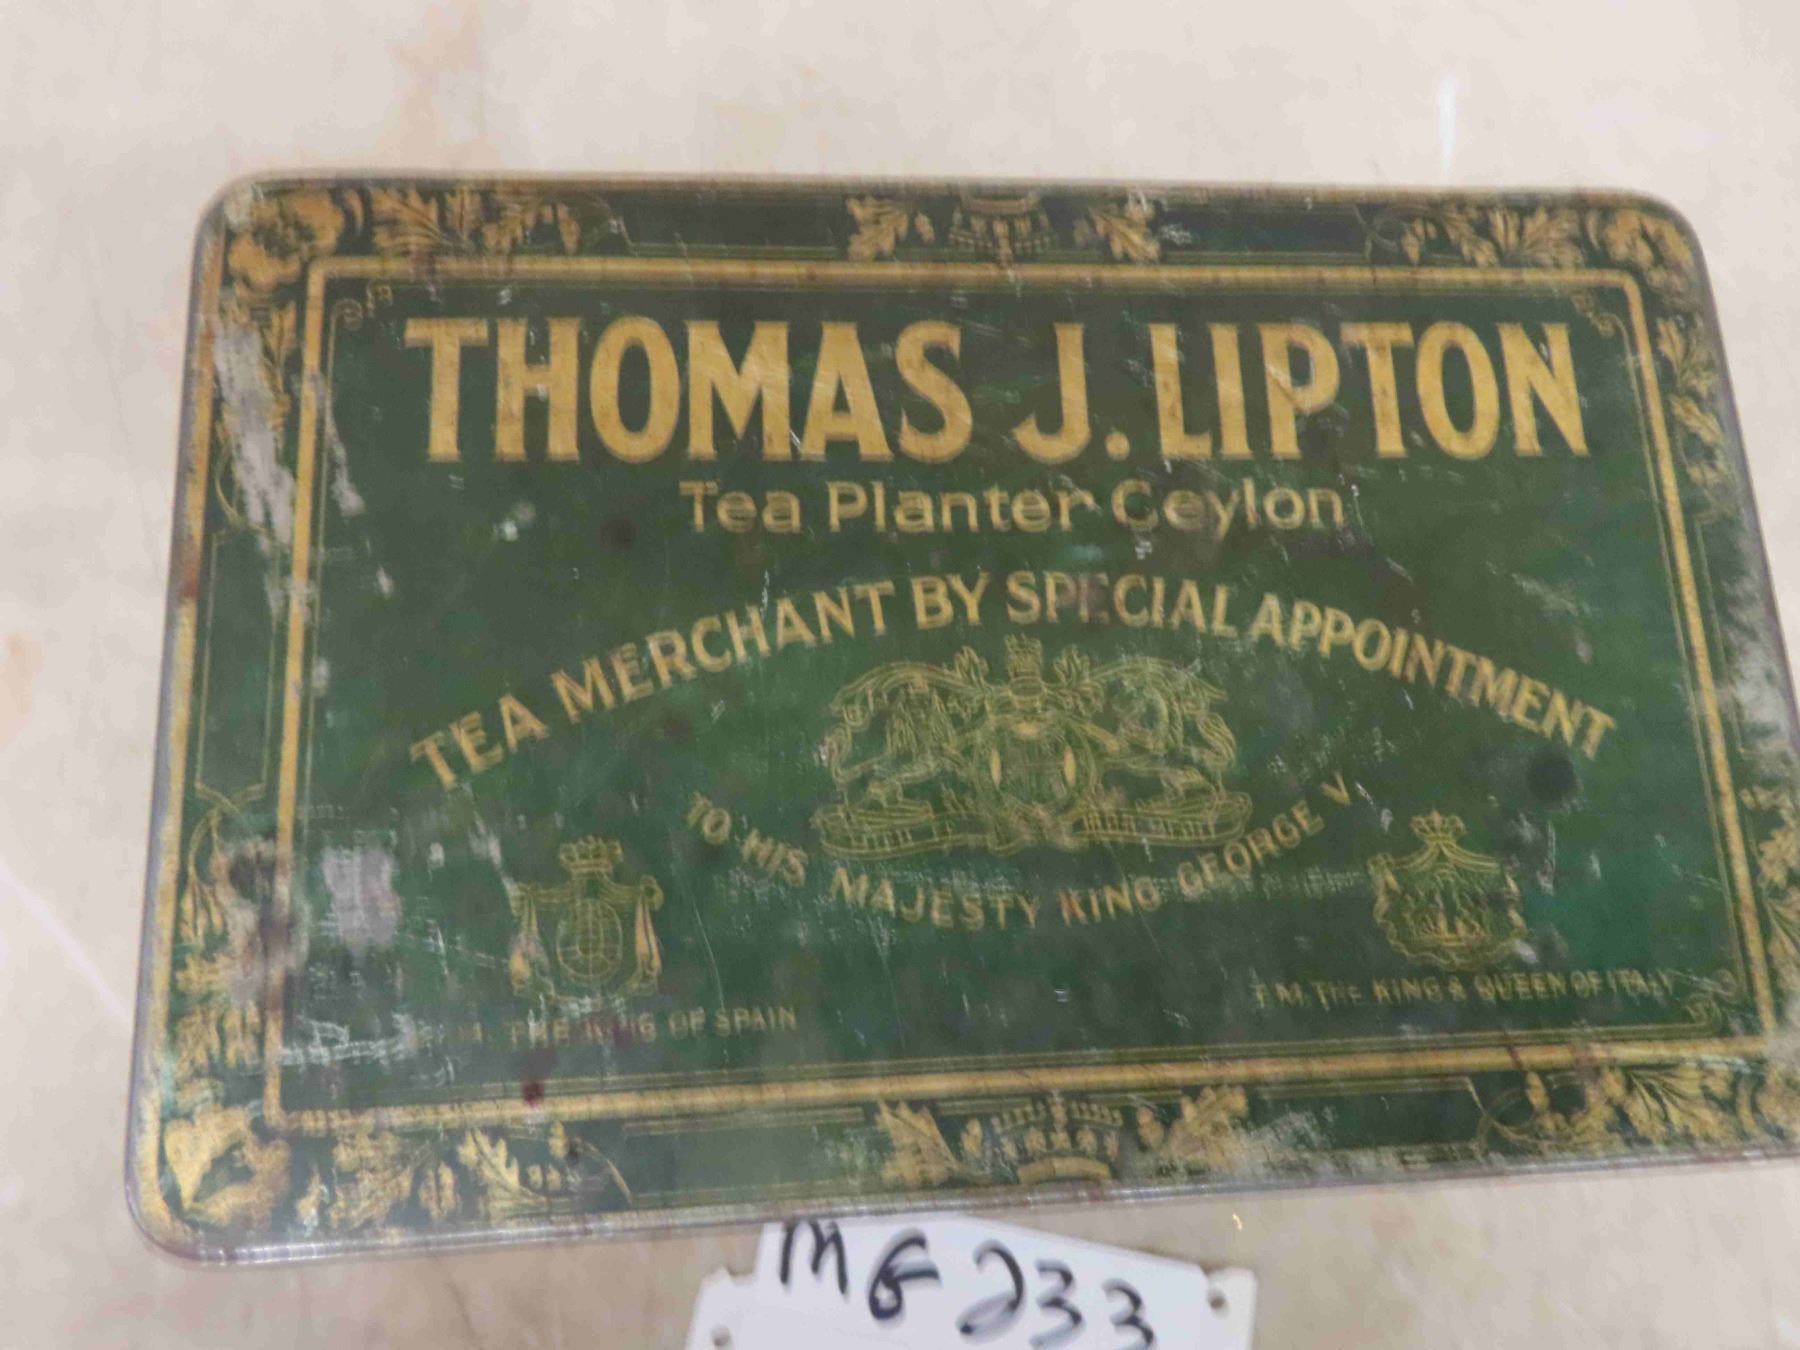 THOMAS J. LIPTON
Tea Planter Ceylon
TEA MERCHANT BY SPECIAL APPOINTMENT
TO HIS MAJESTY KING GEORGE V
THE KING OF SPAIN
T.M. THE KING & QUEEN OF ITALY
MG 233